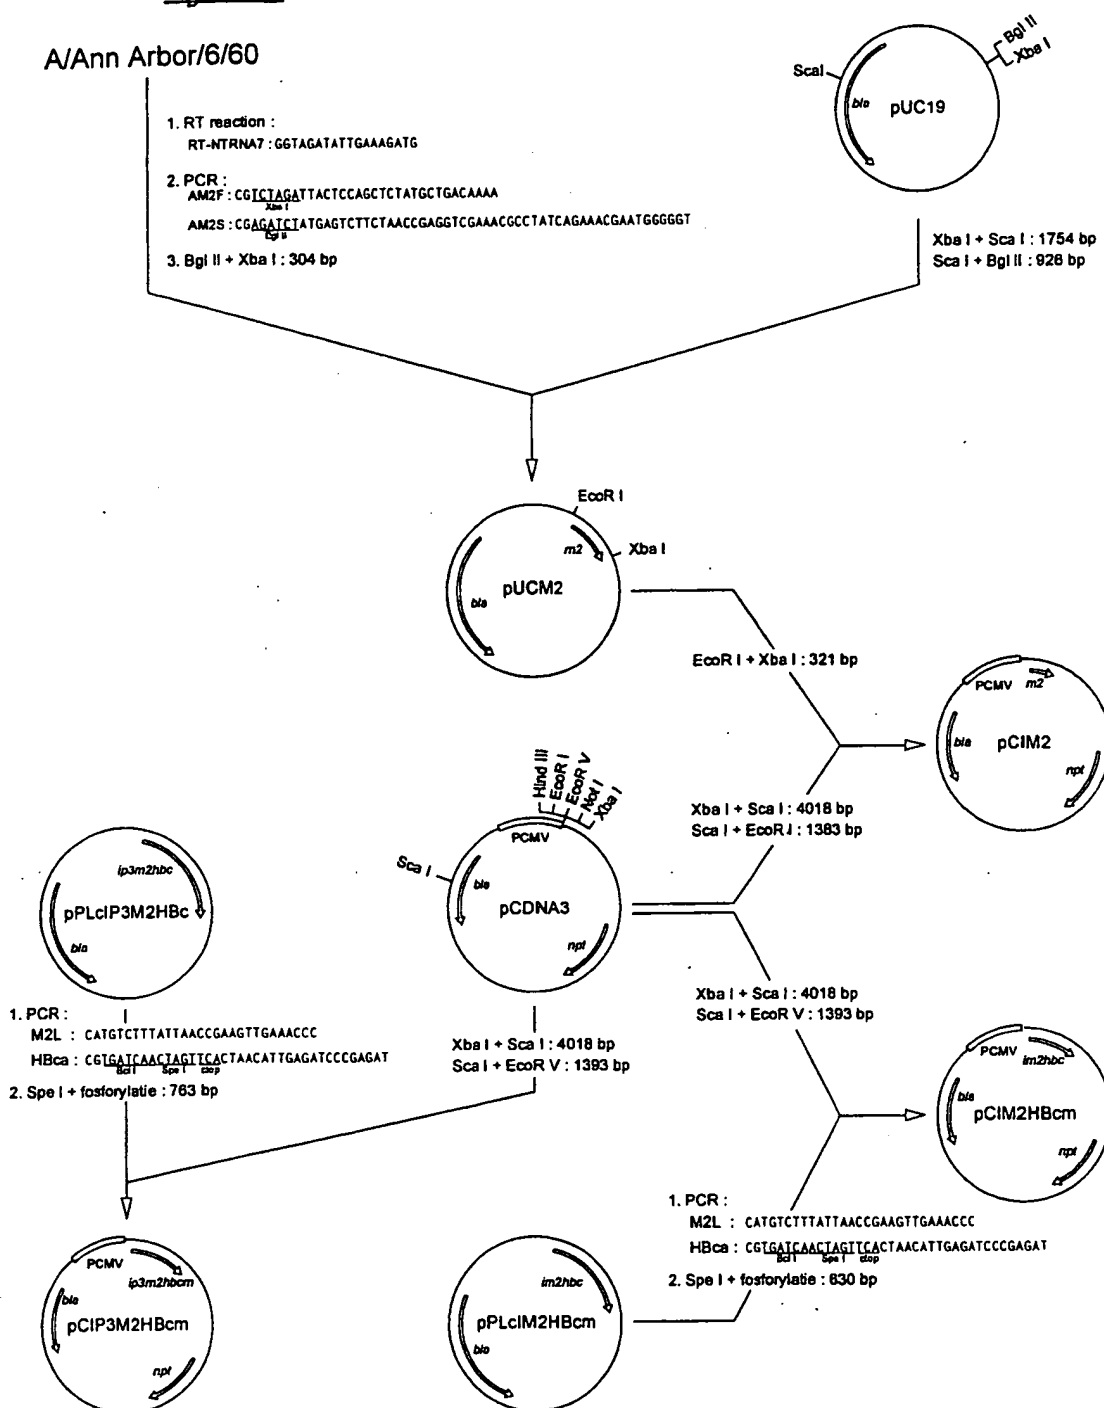 A/Ann Arbor/6/60
1. RT reaction :
RT-NTRNA7 : GGTAGATATTGAAAGATG
2. PCR :
AM2F : CGTCTAGATTACTCCAGCTCTATGCTGACAAAA
Xba I
AM2S : CGAGATCTATGAGTCTTCTAACCGAGGTCGAAACGCCTATCAGAAACGAATGGGGGT
Bgl II
3. Bgl II + Xba I : 304 bp
Bgl II
Xba I
Sca I
bla
pUC19
Xba I + Sca I : 1754 bp
Sca I + Bgl II : 928 bp
EcoR I
m2
Xba I
pUCM2
bla
EcoR I + Xba I : 321 bp
PCMV
m2
bla
pCIM2
npt
Hind III
EcoR I
EcoR V
Not I
Xba I
PCMV
Sca I
bla
pCDNA3
npt
Xba I + Sca I : 4018 bp
Sca I + EcoR I : 1383 bp
ip3m2hbc
pPLcIP3M2HBc
bla
Xba I + Sca I : 4018 bp
Sca I + EcoR V : 1393 bp
1. PCR :
M2L : CATGTCTTTATTAACCGAAGTTGAAACCC
HBca : CGTGATCAACTAGTTCACTAACATTGAGATCCCGAGAT
Bcl I Spe I stop
2. Spe I + fosforylatie : 763 bp
Xba I + Sca I : 4018 bp
Sca I + EcoR V : 1393 bp
PCMV
im2hbc
bla
pCIM2HBcm
npt
1. PCR :
M2L : CATGTCTTTATTAACCGAAGTTGAAACCC
HBca : CGTGATCAACTAGTTCACTAACATTGAGATCCCGAGAT
Bcl I Spe I stop
2. Spe I + fosforylatie : 630 bp
PCMV
ip3m2hbcm
bla
pCIP3M2HBcm
npt
im2hbc
pPLcIM2HBcm
bla